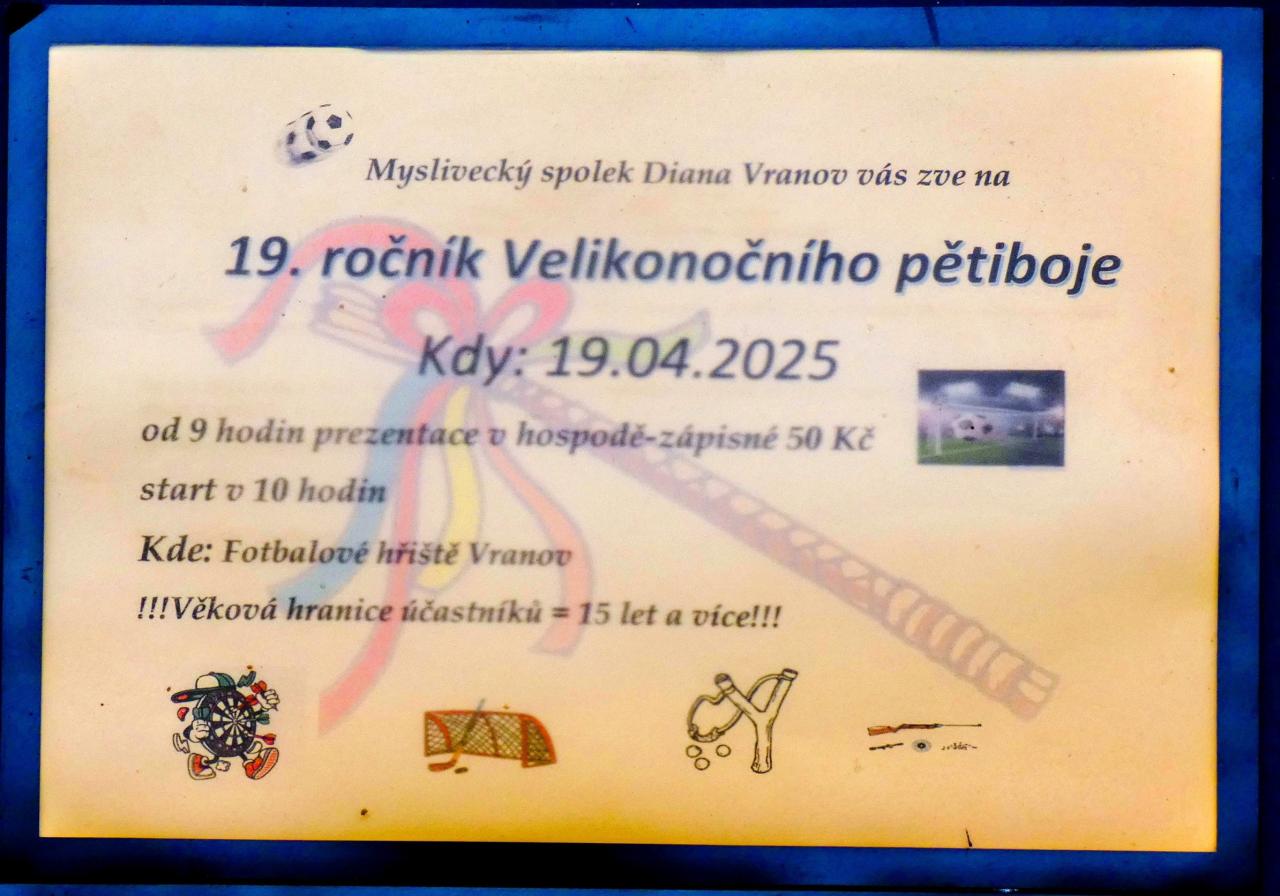 Myslivecký spolek Diana Vranov vás zve na
19. ročník Velikonočního pětiboje
Kdy: 19.04.2025
od 9 hodin prezentace v hospodě-zápisné 50 Kč
start v 10 hodin
Kde: Fotbalové hřiště Vranov
!!!Věková hranice účastníků = 15 let a více!!!